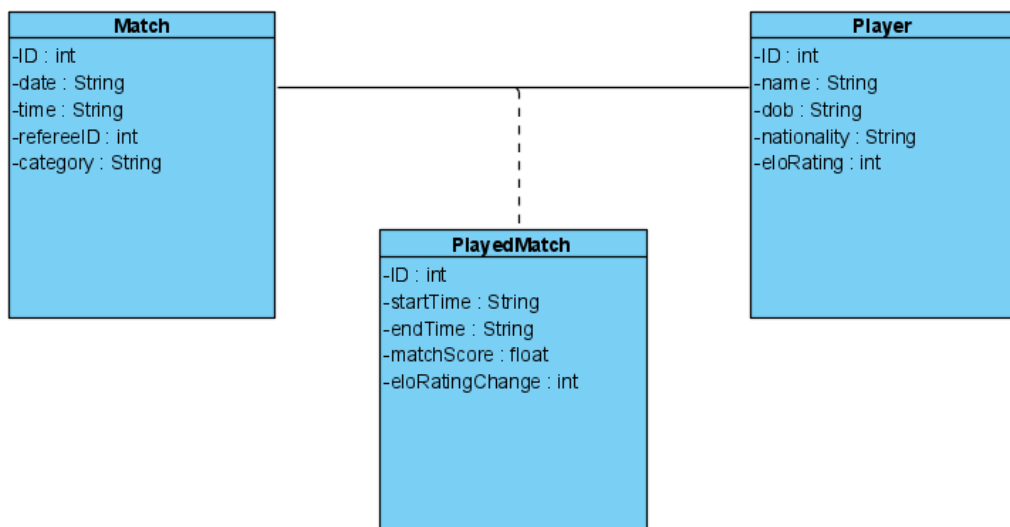 Match
-ID : int
-date : String
-time : String
-refereeID : int
-category : String
Player
-ID : int
-name : String
-dob : String
-nationality : String
-eloRating : int
PlayedMatch
-ID : int
-startTime : String
-endTime : String
-matchScore : float
-eloRatingChange : int